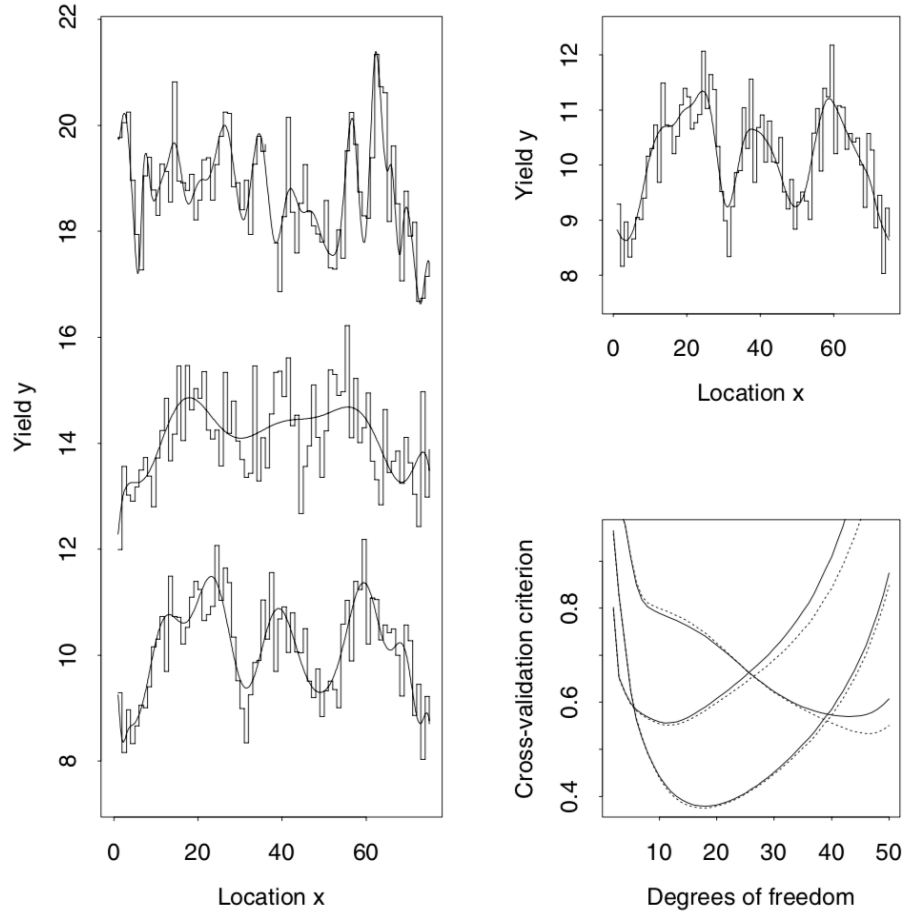 22
20
18
16
14
12
10
8
Yield y
0 20 40 60
Location x
12
11
10
9
8
Yield y
0 20 40 60
Location x
0.8
0.6
0.4
Cross-validation criterion
10 20 30 40 50
Degrees of freedom